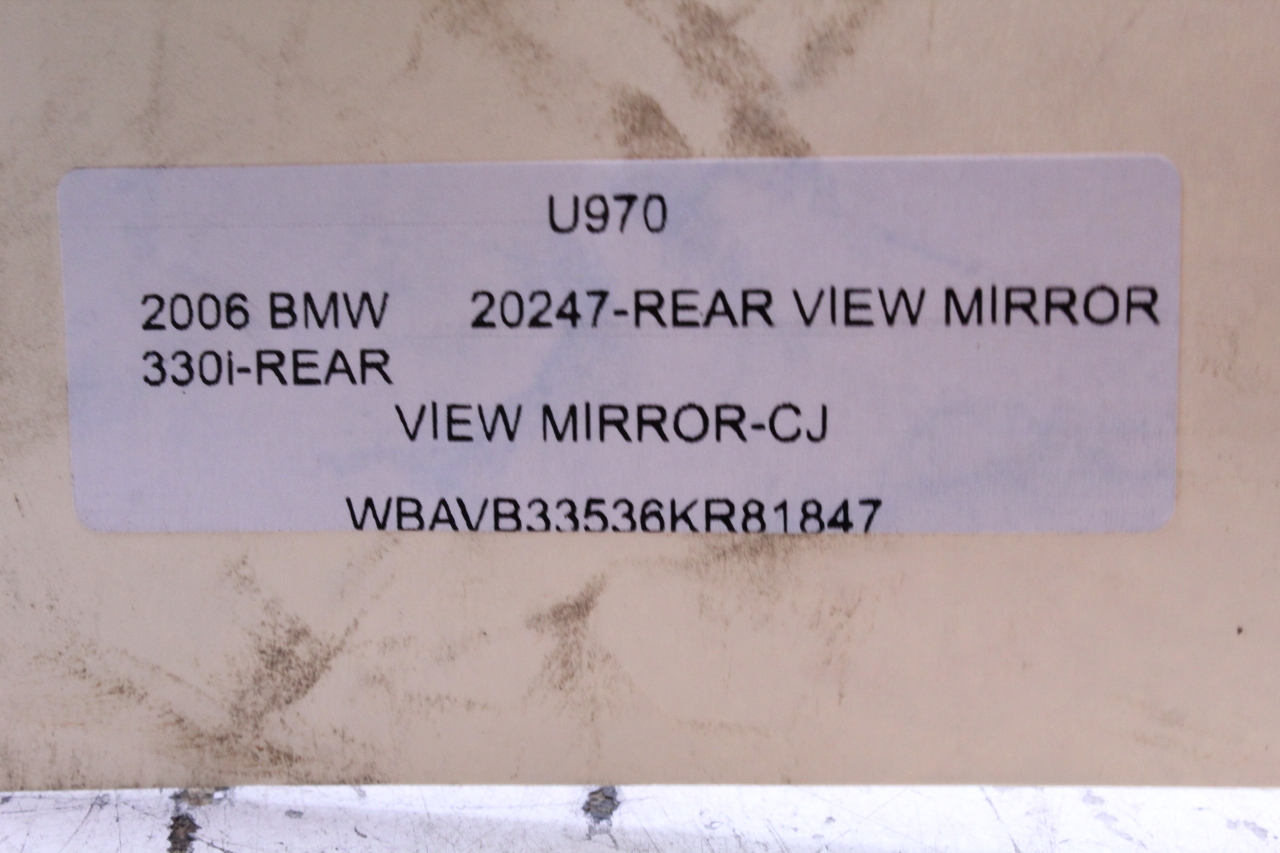 U970
2006 BMW 20247-REAR VIEW MIRROR
330i-REAR
VIEW MIRROR-CJ
WBAVB33536KR81847